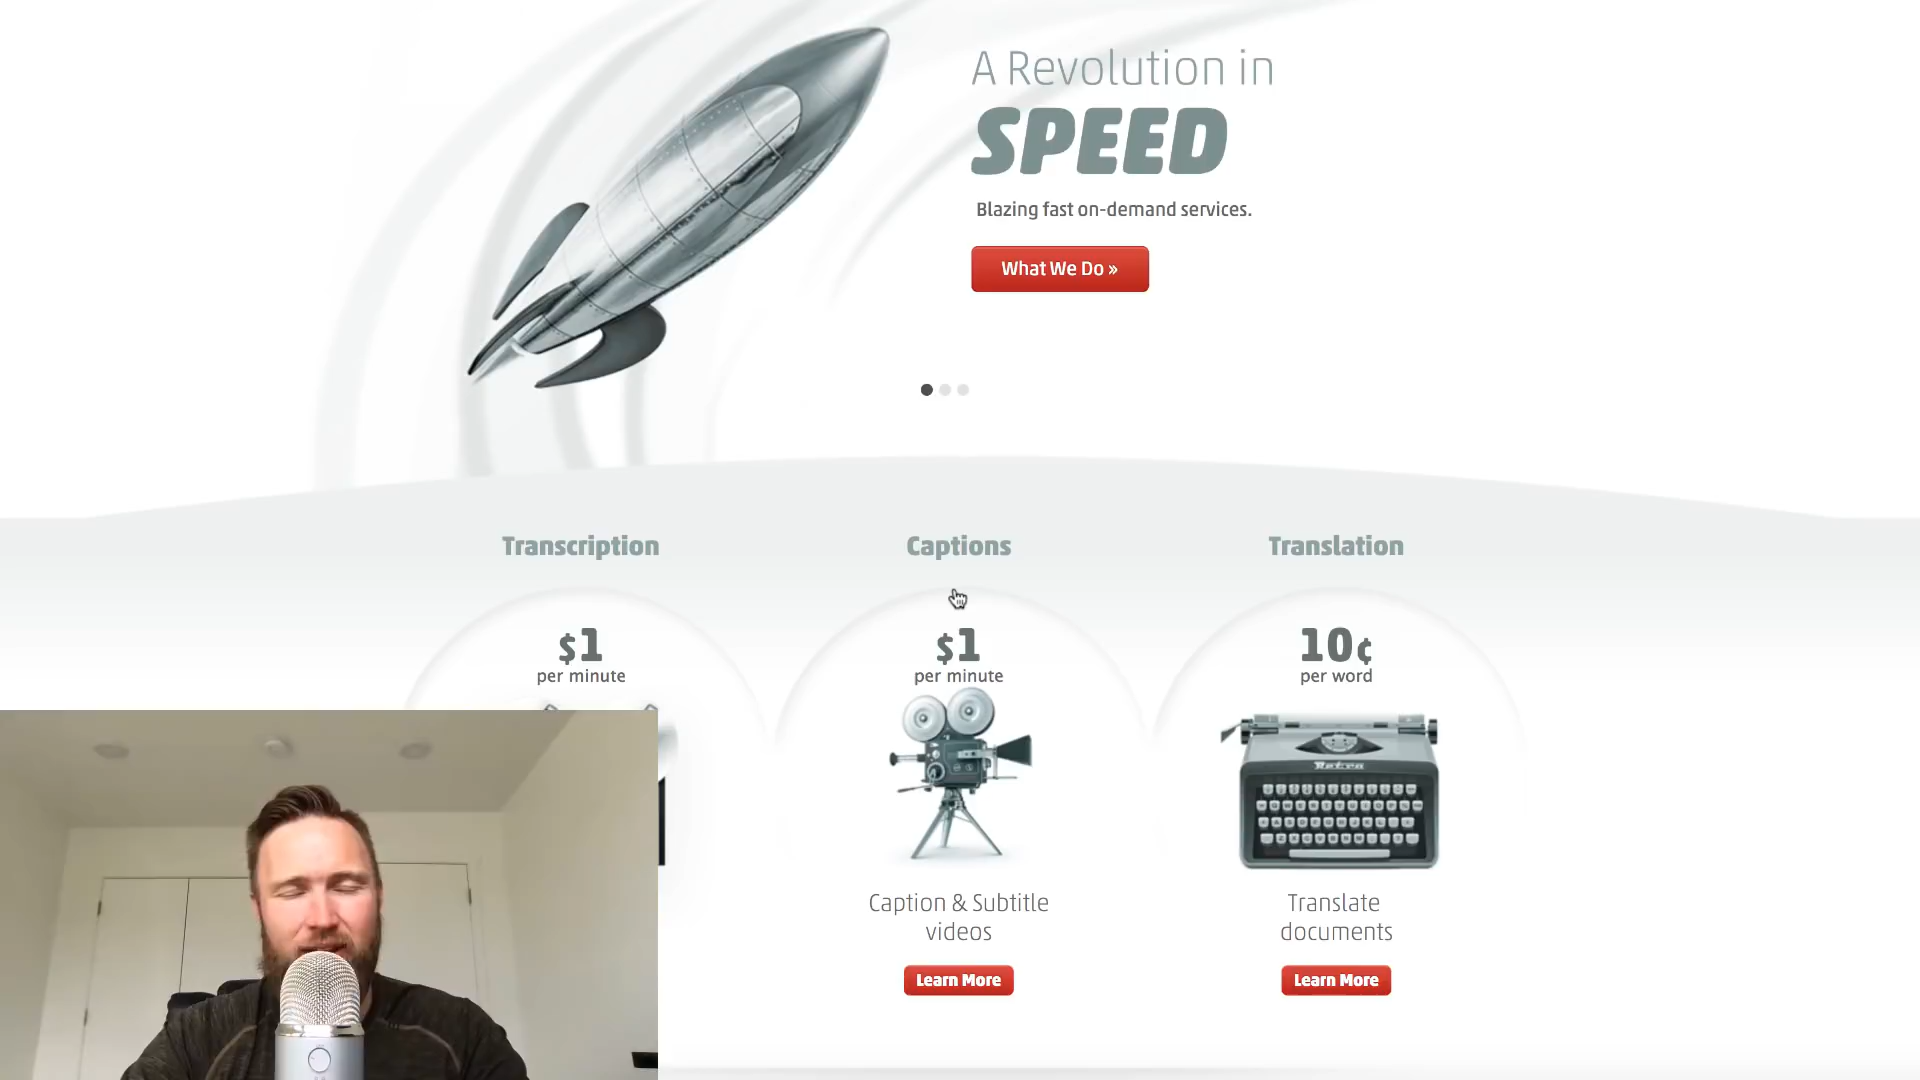 A Revolution in
SPEED
Blazing fast on-demand services.
What We Do »
Transcription
Captions
Translation
$1
per minute
$1
per minute
10¢
per word
Retro
Caption & Subtitle
videos
Translate
documents
Learn More
Learn More